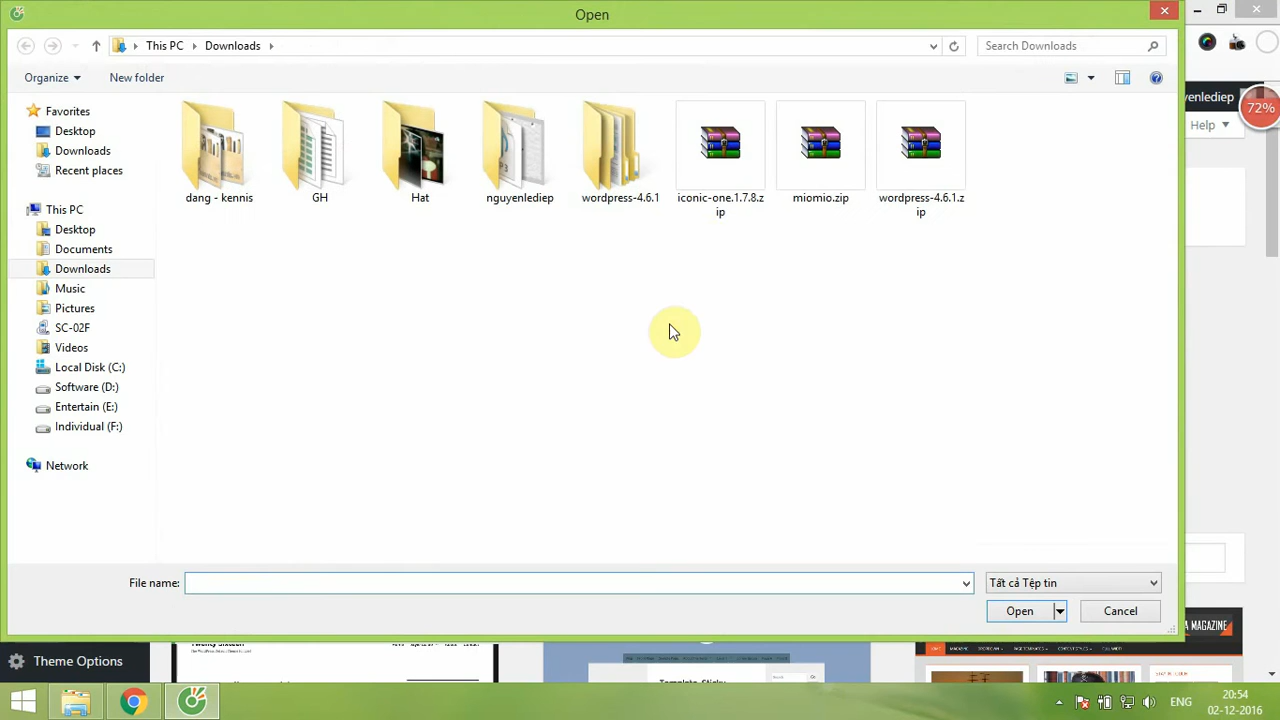 Open
This PC
Downloads
Search Downloads
Organize
New folder
yenlediep
72%
Help
Favorites
Desktop
Downloads
Recent places
This PC
Desktop
Documents
Downloads
Music
Pictures
SC-02F
Videos
Local Disk (C:)
Software (D:)
Entertain (E:)
Individual (F:)
Network
dang - kennis
GH
Hat
nguyenlediep
wordpress-4.6.1
iconic-one.1.7.8.z
ip
miomio.zip
wordpress-4.6.1.z
ip
File name:
Tất cả Tệp tin
Open
Cancel
Theme Options
A MAGAZINE
ENG
20:54
02-12-2016